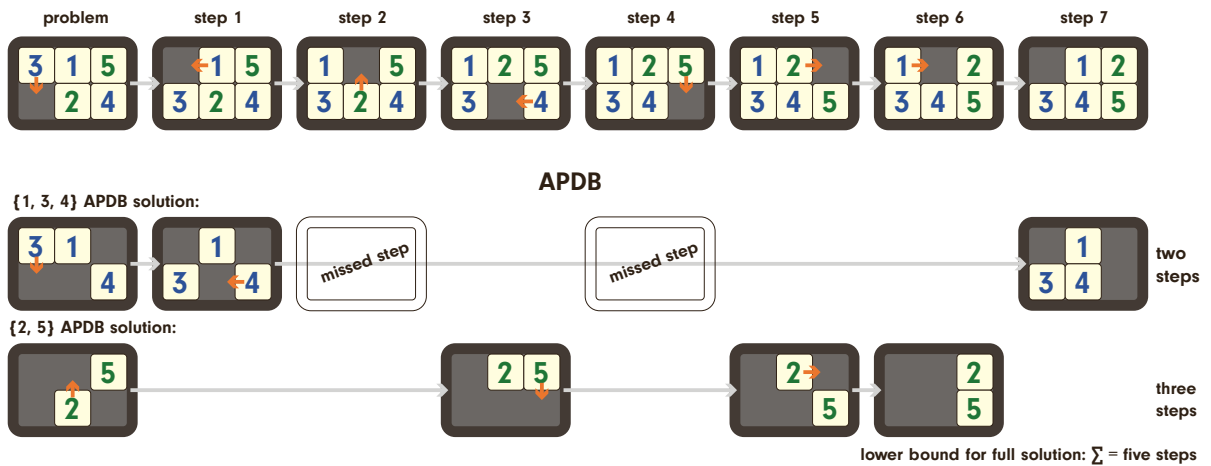 problem step 1 step 2 step 3 step 4 step 5 step 6 step 7
3 1 5 1 5 1 5 1 2 5 1 2 5 1 2 1 2 1 2
2 4 3 2 4 3 2 4 3 4 3 4 3 4 5 3 4 5 3 4 5
APDB
{1, 3, 4} APDB solution:
3 1 1 missed step missed step 1 two
4 3 4 3 4 steps
{2, 5} APDB solution:
5 2 5 2 2 three
2 5 5 steps
lower bound for full solution: ∑ = five steps